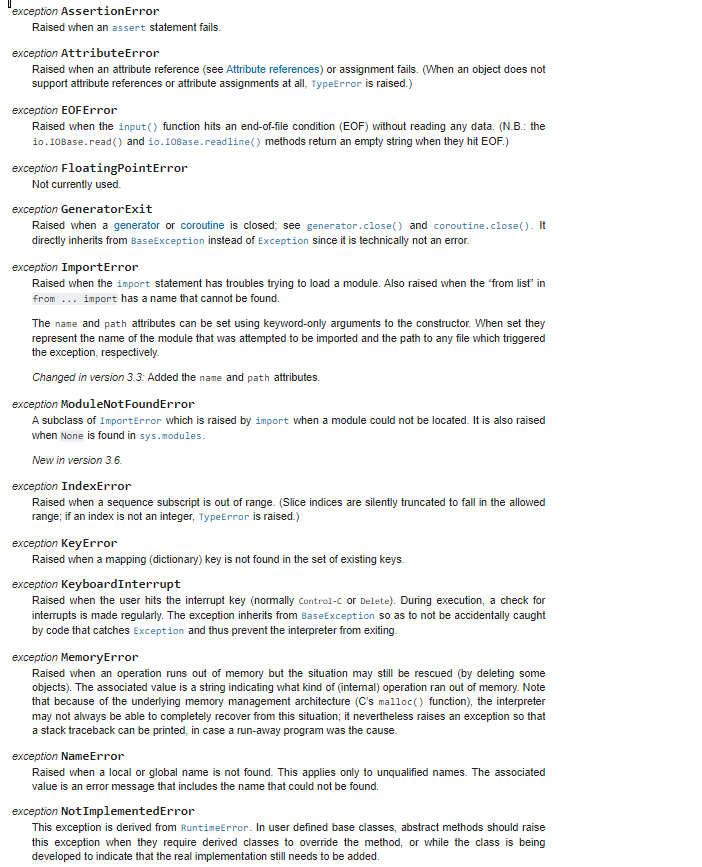 exception AssertionError
Raised when an assert statement fails.
exception AttributeError
Raised when an attribute reference (see Attribute references) or assignment fails. (When an object does not
support attribute references or attribute assignments at all, TypeError is raised.)
exception EOFError
Raised when the input() function hits an end-of-file condition (EOF) without reading any data. (N.B.: the
io.IOBase.read() and io.IOBase.readline() methods return an empty string when they hit EOF.)
exception FloatingPointError
Not currently used.
exception GeneratorExit
Raised when a generator or coroutine is closed; see generator.close() and coroutine.close(). It
directly inherits from BaseException instead of Exception since it is technically not an error.
exception ImportError
Raised when the import statement has troubles trying to load a module. Also raised when the “from list” in
from ... import has a name that cannot be found.
The name and path attributes can be set using keyword-only arguments to the constructor. When set they
represent the name of the module that was attempted to be imported and the path to any file which triggered
the exception, respectively.
Changed in version 3.3: Added the name and path attributes.
exception ModuleNotFoundError
A subclass of ImportError which is raised by import when a module could not be located. It is also raised
when None is found in sys.modules.
New in version 3.6.
exception IndexError
Raised when a sequence subscript is out of range. (Slice indices are silently truncated to fall in the allowed
range; if an index is not an integer, TypeError is raised.)
exception KeyError
Raised when a mapping (dictionary) key is not found in the set of existing keys.
exception KeyboardInterrupt
Raised when the user hits the interrupt key (normally Control-C or Delete). During execution, a check for
interrupts is made regularly. The exception inherits from BaseException so as to not be accidentally caught
by code that catches Exception and thus prevent the interpreter from exiting.
exception MemoryError
Raised when an operation runs out of memory but the situation may still be rescued (by deleting some
objects). The associated value is a string indicating what kind of (internal) operation ran out of memory. Note
that because of the underlying memory management architecture (C’s malloc() function), the interpreter
may not always be able to completely recover from this situation; it nevertheless raises an exception so that
a stack traceback can be printed, in case a run-away program was the cause.
exception NameError
Raised when a local or global name is not found. This applies only to unqualified names. The associated
value is an error message that includes the name that could not be found.
exception NotImplementedError
This exception is derived from RuntimeError. In user defined base classes, abstract methods should raise
this exception when they require derived classes to override the method, or while the class is being
developed to indicate that the real implementation still needs to be added.